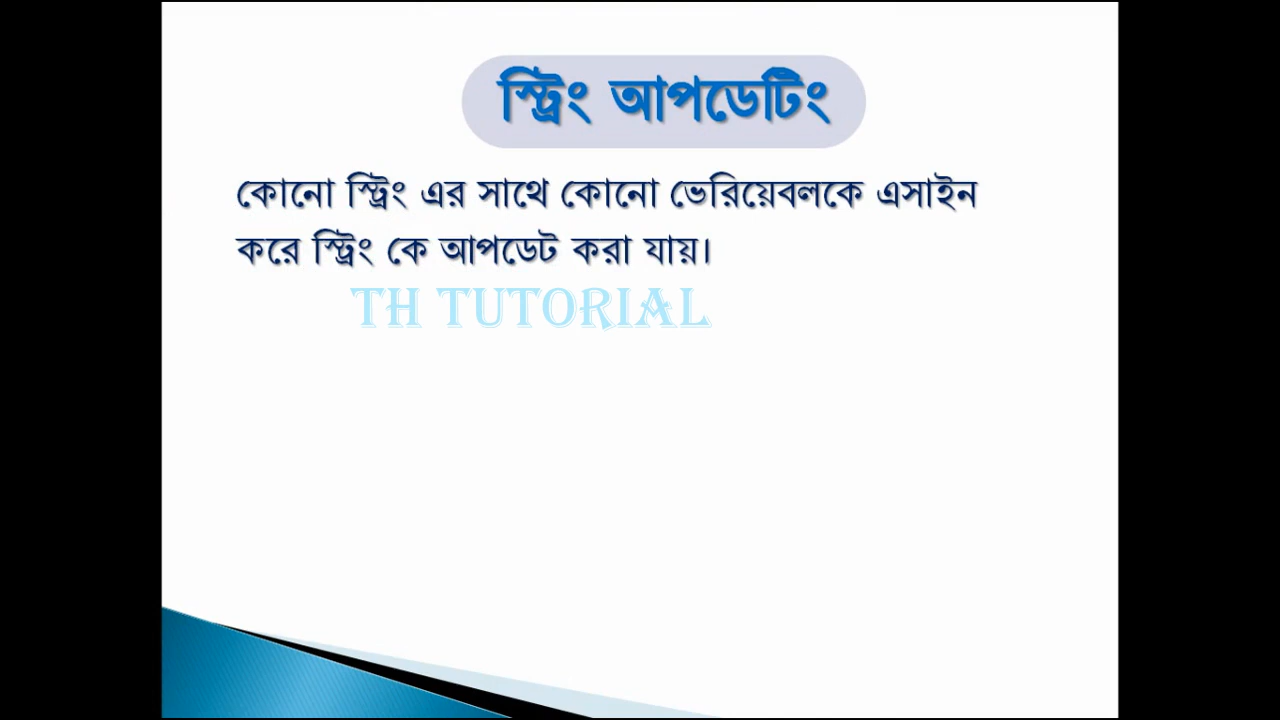 স্ট্রিং আপডেটিং
কোনো স্ট্রিং এর সাথে কোনো ভেরিয়েবলকে এসাইন
করে স্ট্রিং কে আপডেট করা যায়।
TH TUTORIAL